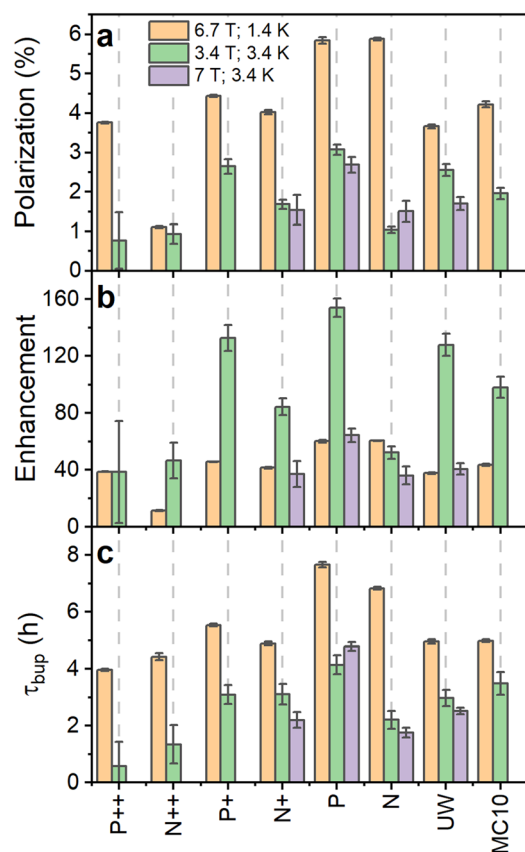 a
6.7 T; 1.4 K
3.4 T; 3.4 K
7 T; 3.4 K
Polarization (%)
6
5
4
3
2
1
0
b
Enhancement
160
120
80
40
0
c
τbup (h)
8
6
4
2
0
P++
N++
P+
N+
P
N
UW
MC10